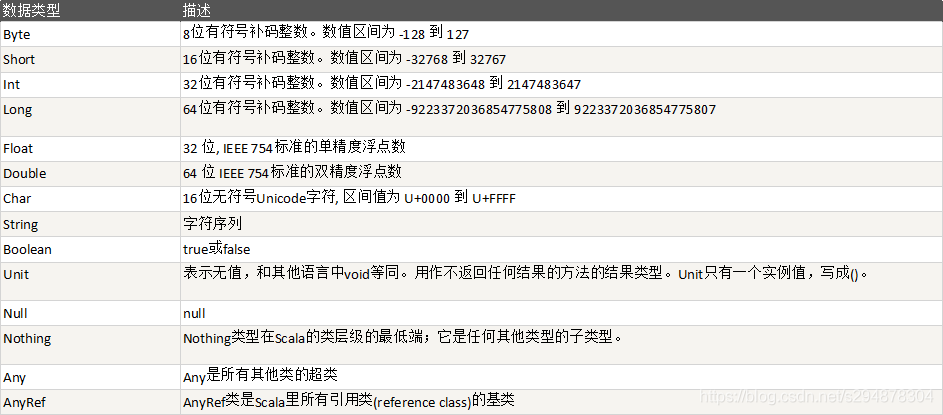 数据类型 描述
Byte 8位有符号补码整数。数值区间为 -128 到 127
Short 16位有符号补码整数。数值区间为 -32768 到 32767
Int 32位有符号补码整数。数值区间为 -2147483648 到 2147483647
Long 64位有符号补码整数。数值区间为 -9223372036854775808 到 9223372036854775807
Float 32 位, IEEE 754标准的单精度浮点数
Double 64 位 IEEE 754标准的双精度浮点数
Char 16位无符号Unicode字符, 区间值为 U+0000 到 U+FFFF
String 字符序列
Boolean true或false
Unit 表示无值，和其他语言中void等同。用作不返回任何结果的方法的结果类型。Unit只有一个实例值，写成()。
Null null
Nothing Nothing类型在Scala的类层级的最低端；它是任何其他类型的子类型。
Any Any是所有其他类的超类
AnyRef AnyRef类是Scala里所有引用类(reference class)的基类
https://blog.csdn.net/s294878304